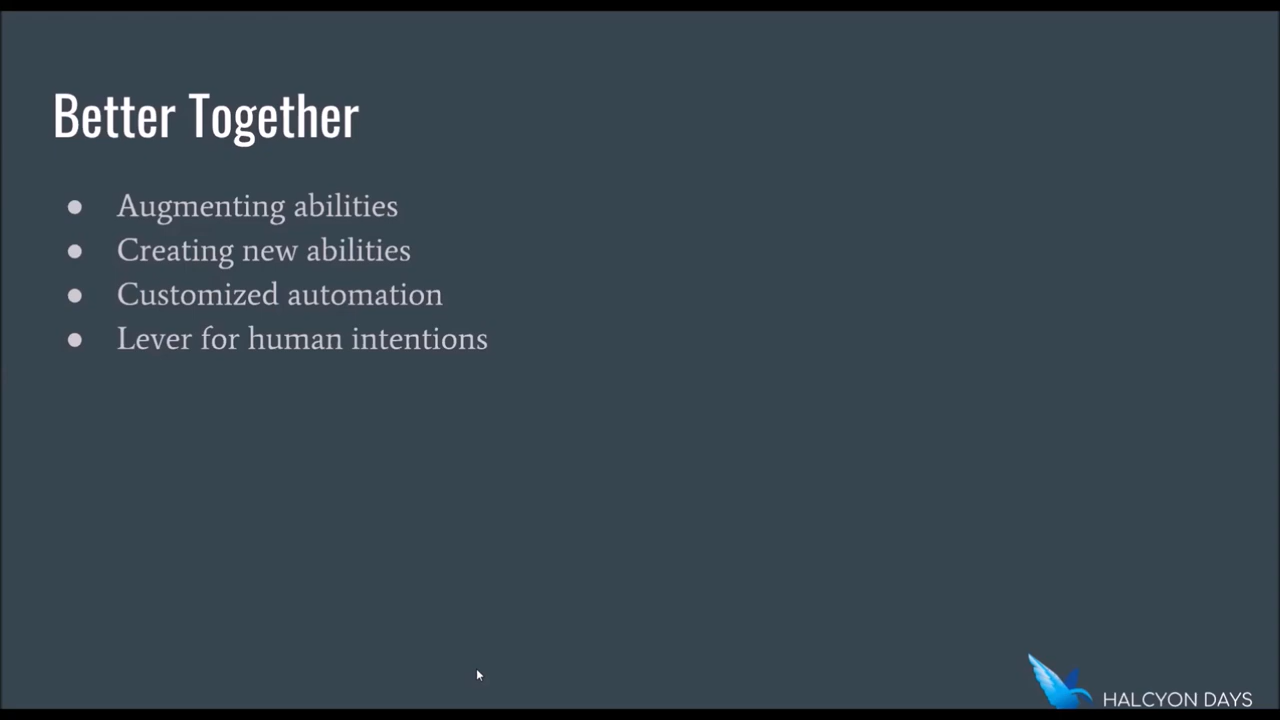 Better Together
● Augmenting abilities
● Creating new abilities
● Customized automation
● Lever for human intentions
HALCYON DAYS